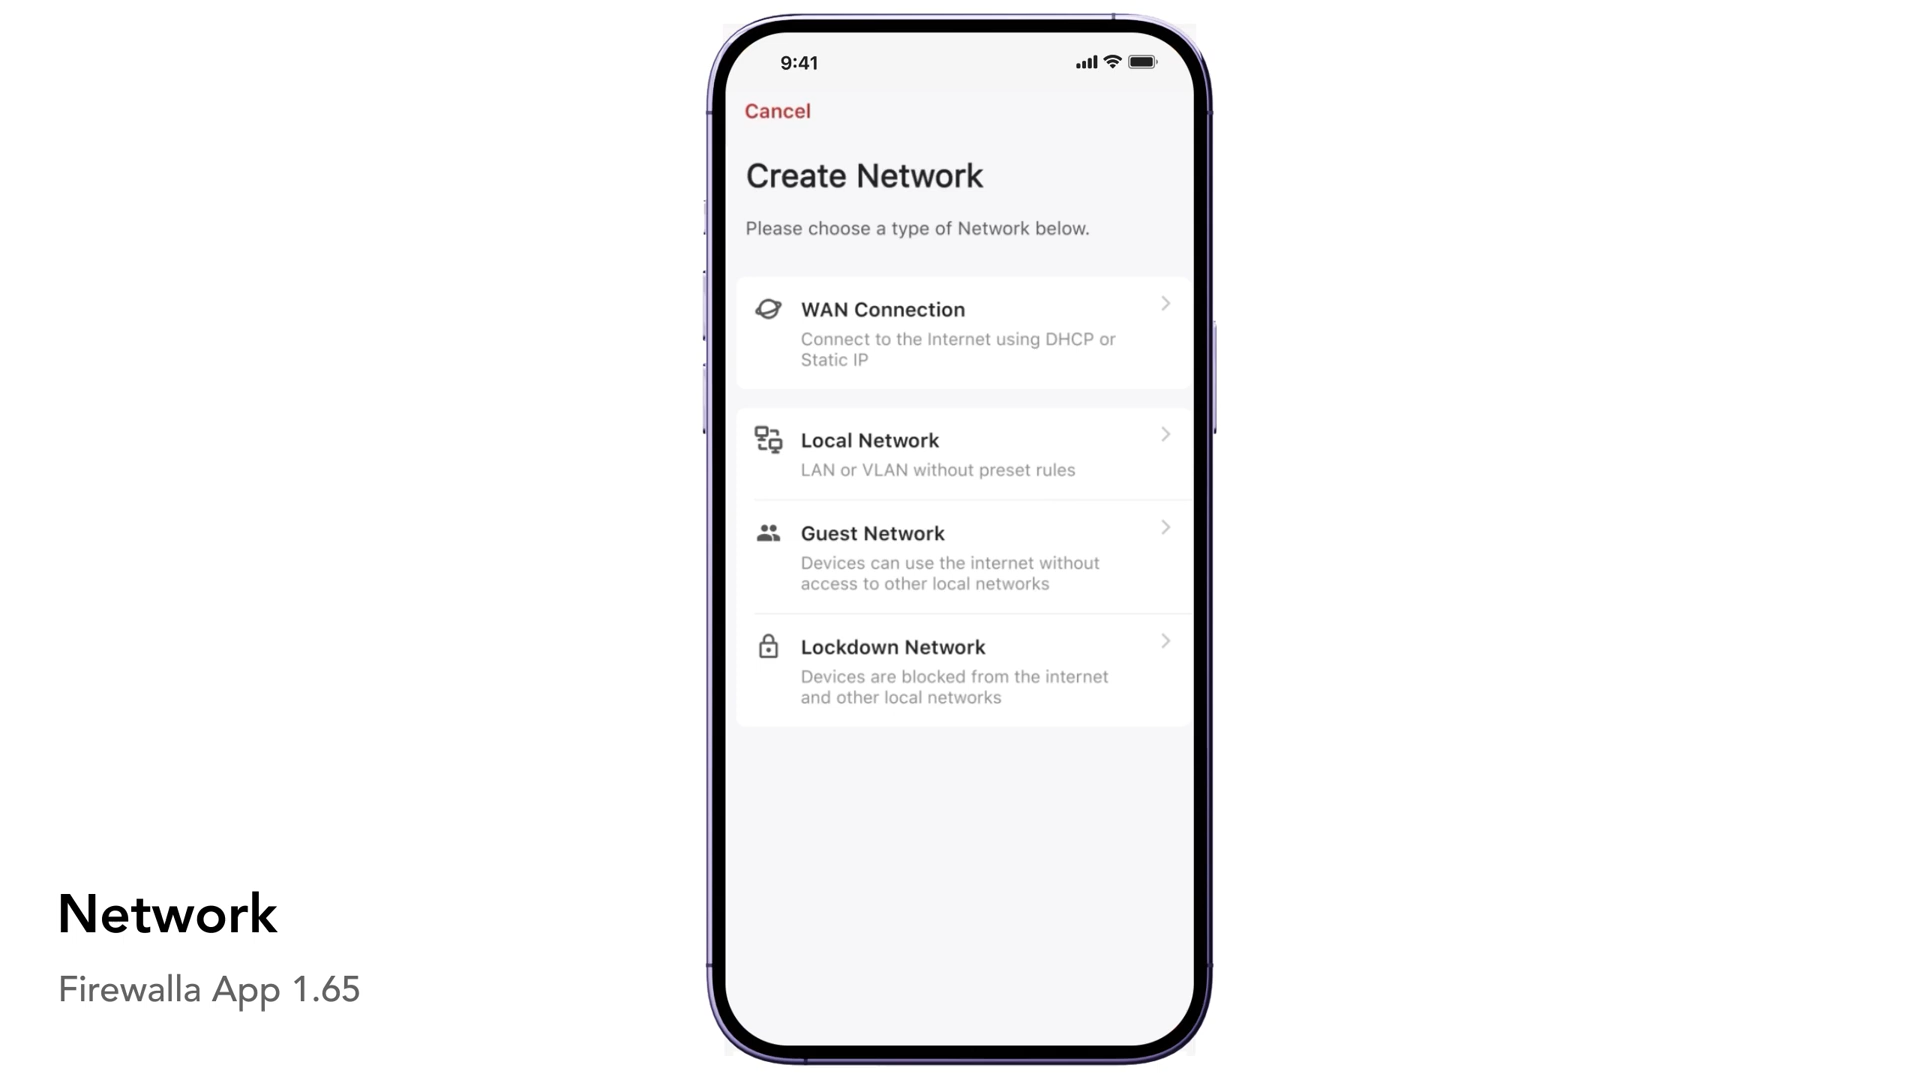 9:41
Cancel
Create Network
Please choose a type of Network below.
WAN Connection
Connect to the Internet using DHCP or
Static IP
Local Network
LAN or VLAN without preset rules
Guest Network
Devices can use the internet without
access to other local networks
Lockdown Network
Devices are blocked from the internet
and other local networks
Network
Firewalla App 1.65